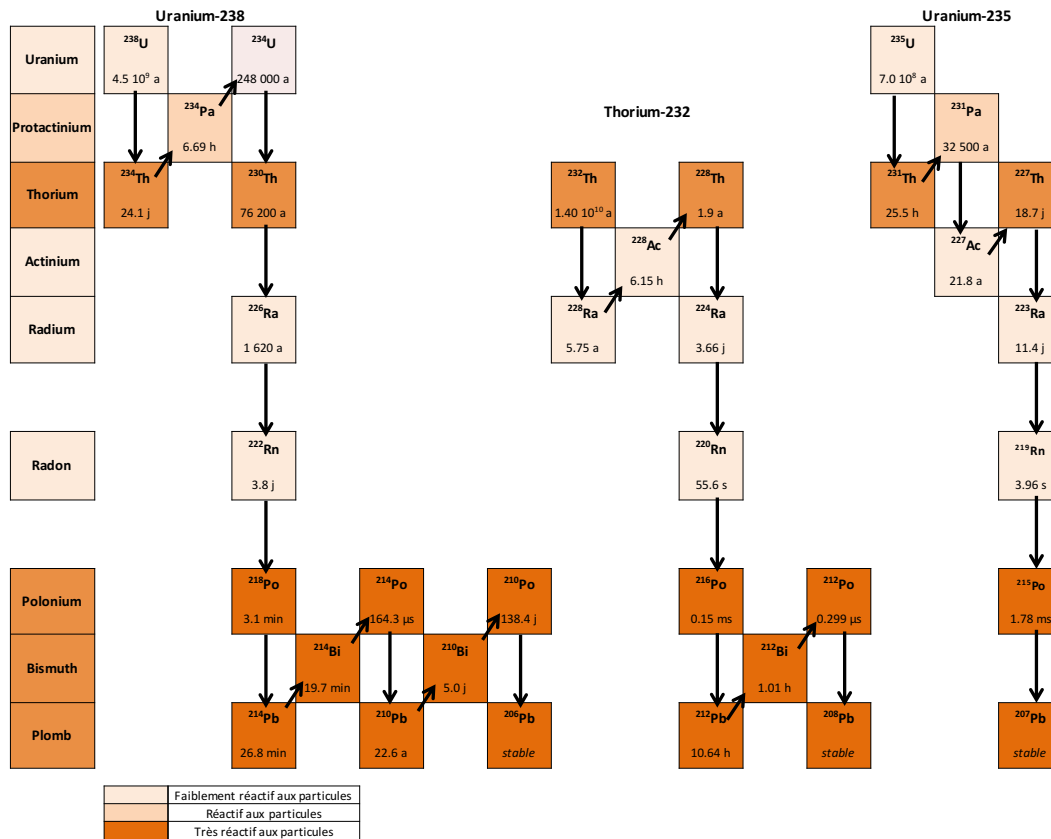 Uranium-238
Uranium-235
Uranium
²³⁸U
²³⁴U
²³⁵U
4.5 10⁹ a
248 000 a
7.0 10⁸ a
Protactinium
²³⁴Pa
Thorium-232
²³¹Pa
6.69 h
32 500 a
Thorium
²³⁴Th
²³⁰Th
²³²Th
²²⁸Th
²³¹Th
²²⁷Th
24.1 j
76 200 a
1.40 10¹⁰ a
1.9 a
25.5 h
18.7 j
Actinium
²²⁸Ac
²²⁷Ac
6.15 h
21.8 a
Radium
²²⁶Ra
²²⁸Ra
²²⁴Ra
²²³Ra
1 620 a
5.75 a
3.66 j
11.4 j
Radon
²²²Rn
²²⁰Rn
²¹⁹Rn
3.8 j
55.6 s
3.96 s
Polonium
²¹⁸Po
²¹⁴Po
²¹⁰Po
²¹⁶Po
²¹²Po
²¹⁵Po
3.1 min
164.3 µs
138.4 j
0.15 ms
0.299 µs
1.78 ms
Bismuth
²¹⁴Bi
²¹⁰Bi
²¹²Bi
19.7 min
5.0 j
1.01 h
Plomb
²¹⁴Pb
²¹⁰Pb
²⁰⁶Pb
²¹²Pb
²⁰⁸Pb
²⁰⁷Pb
26.8 min
22.6 a
stable
10.64 h
stable
stable
Faiblement réactif aux particules
Réactif aux particules
Très réactif aux particules